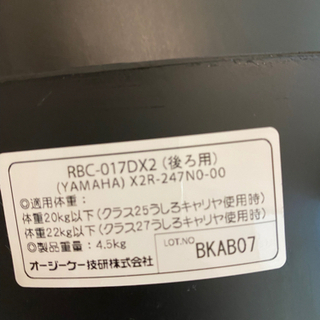 RBC-017DX2 (後ろ用)
(YAMAHA) X2R-247N0-00
◎適用体重:
体重20kg以下(クラス25うしろキャリヤ使用時)
体重22kg以下(クラス27うしろキャリヤ使用時)
◎製品重量:4.5kg
オージーケー技研株式会社
LOT.NO
BKAB07